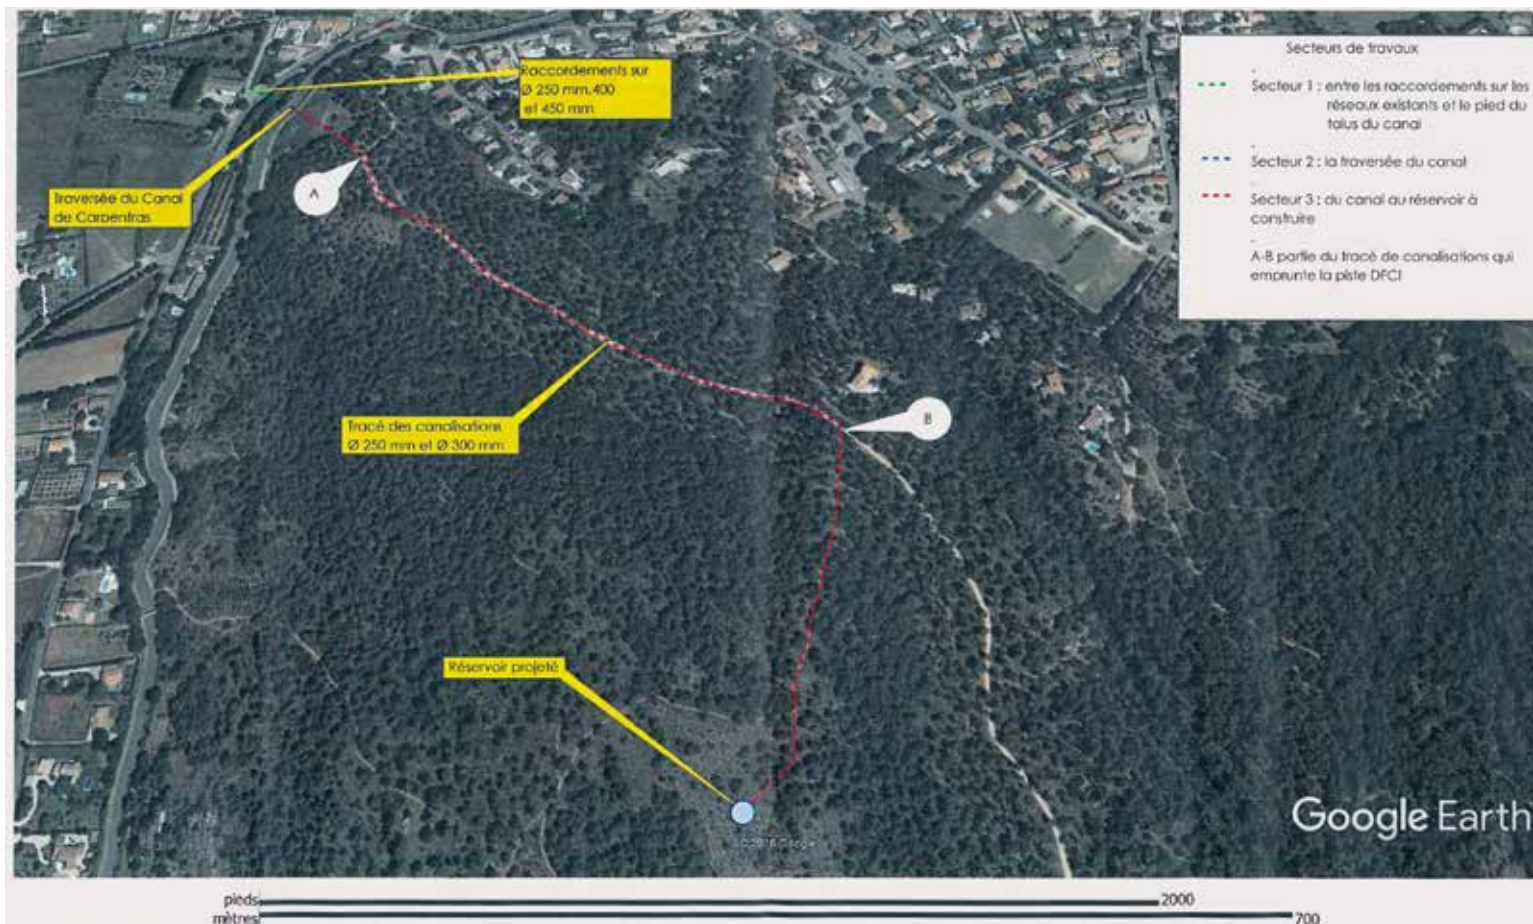 Raccordements sur
Ø 250 mm,400
et 450 mm
Traversée du Canal
de Carpentras
A
Tracé des canalisations
Ø 250 mm et Ø 300 mm
B
Réservoir projeté
Secteurs de travaux
Secteur 1 : entre les raccordements sur les
réseaux existants et le pied du
talus du canal
Secteur 2 : la traversée du canal
Secteur 3 : du canal au réservoir à
construire
A-B partie du tracé de canalisations qui
emprunte la piste DFCI
Google Earth
©2016 Google
pieds 2000
mètres 700